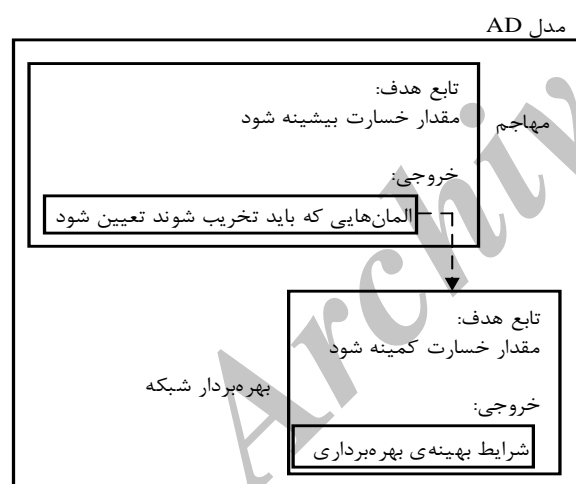 مدل AD
تابع هدف:
مقدار خسارت بیشینه شود
مهاجم
خروجی:
المان‌هایی که باید تخریب شوند تعیین شود
تابع هدف:
مقدار خسارت کمینه شود
بهره‌بردار شبکه
خروجی:
شرایط بهینه‌ی بهره‌برداری
Archiv